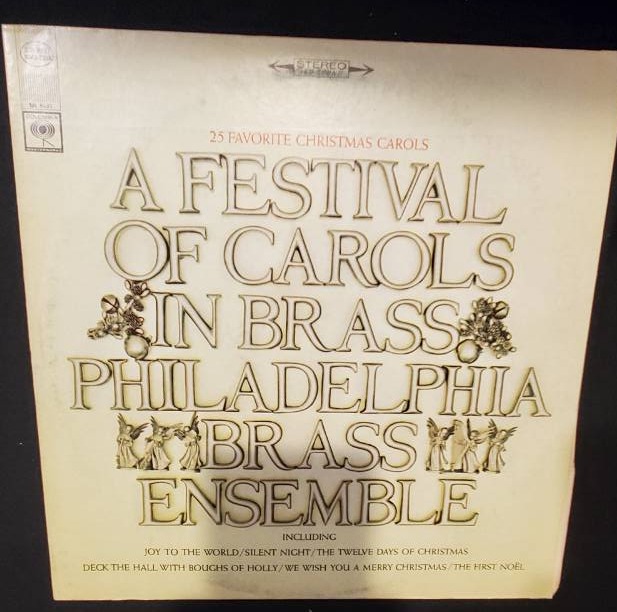 STEREO
COLUMBIA
25 FAVORITE CHRISTMAS CAROLS
A FESTIVAL
OF CAROLS
IN BRASS
PHILADELPHIA
BRASS
ENSEMBLE
INCLUDING
JOY TO THE WORLD/SILENT NIGHT/THE TWELVE DAYS OF CHRISTMAS
DECK THE HALL WITH BOUGHS OF HOLLY/WE WISH YOU A MERRY CHRISTMAS/THE FIRST NOËL